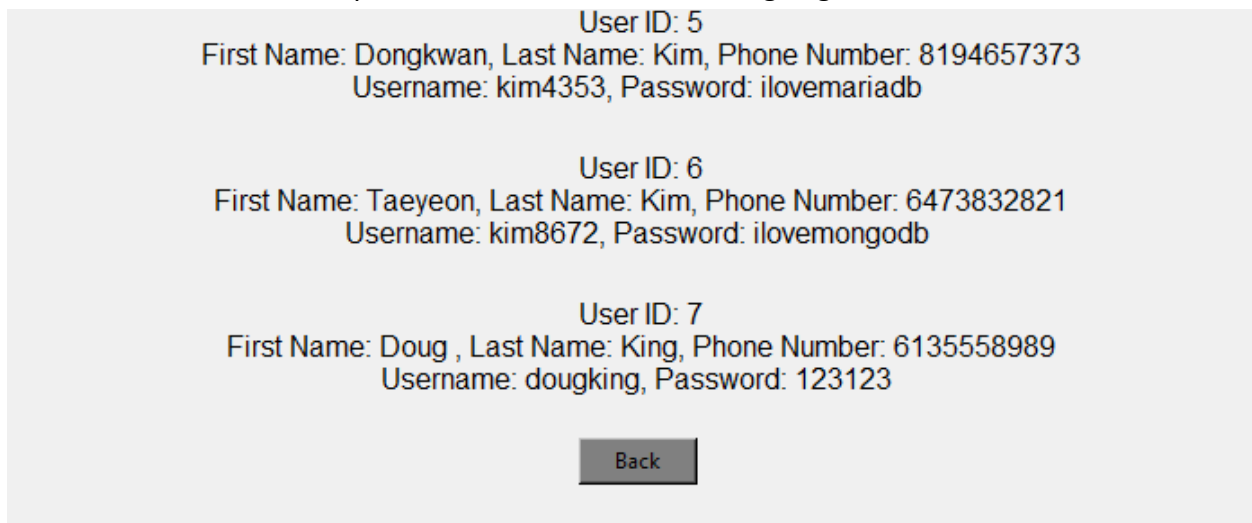 User ID: 5
First Name: Dongkwan, Last Name: Kim, Phone Number: 8194657373
Username: kim4353, Password: ilovemariadb
User ID: 6
First Name: Taeyeon, Last Name: Kim, Phone Number: 6473832821
Username: kim8672, Password: ilovemongodb
User ID: 7
First Name: Doug , Last Name: King, Phone Number: 6135558989
Username: dougking, Password: 123123
Back